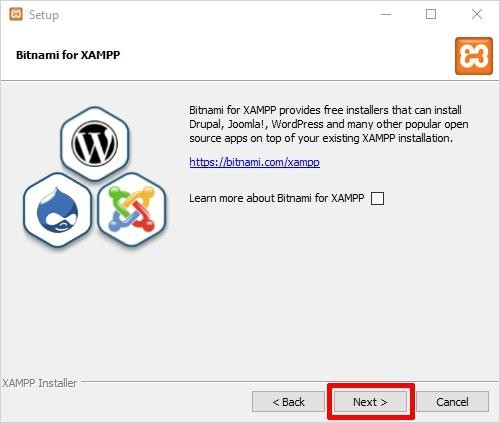 Setup
Bitnami for XAMPP
Bitnami for XAMPP provides free installers that can install
Drupal, Joomla!, WordPress and many other popular open
source apps on top of your existing XAMPP installation.
https://bitnami.com/xampp
Learn more about Bitnami for XAMPP
XAMPP Installer
< Back
Next >
Cancel